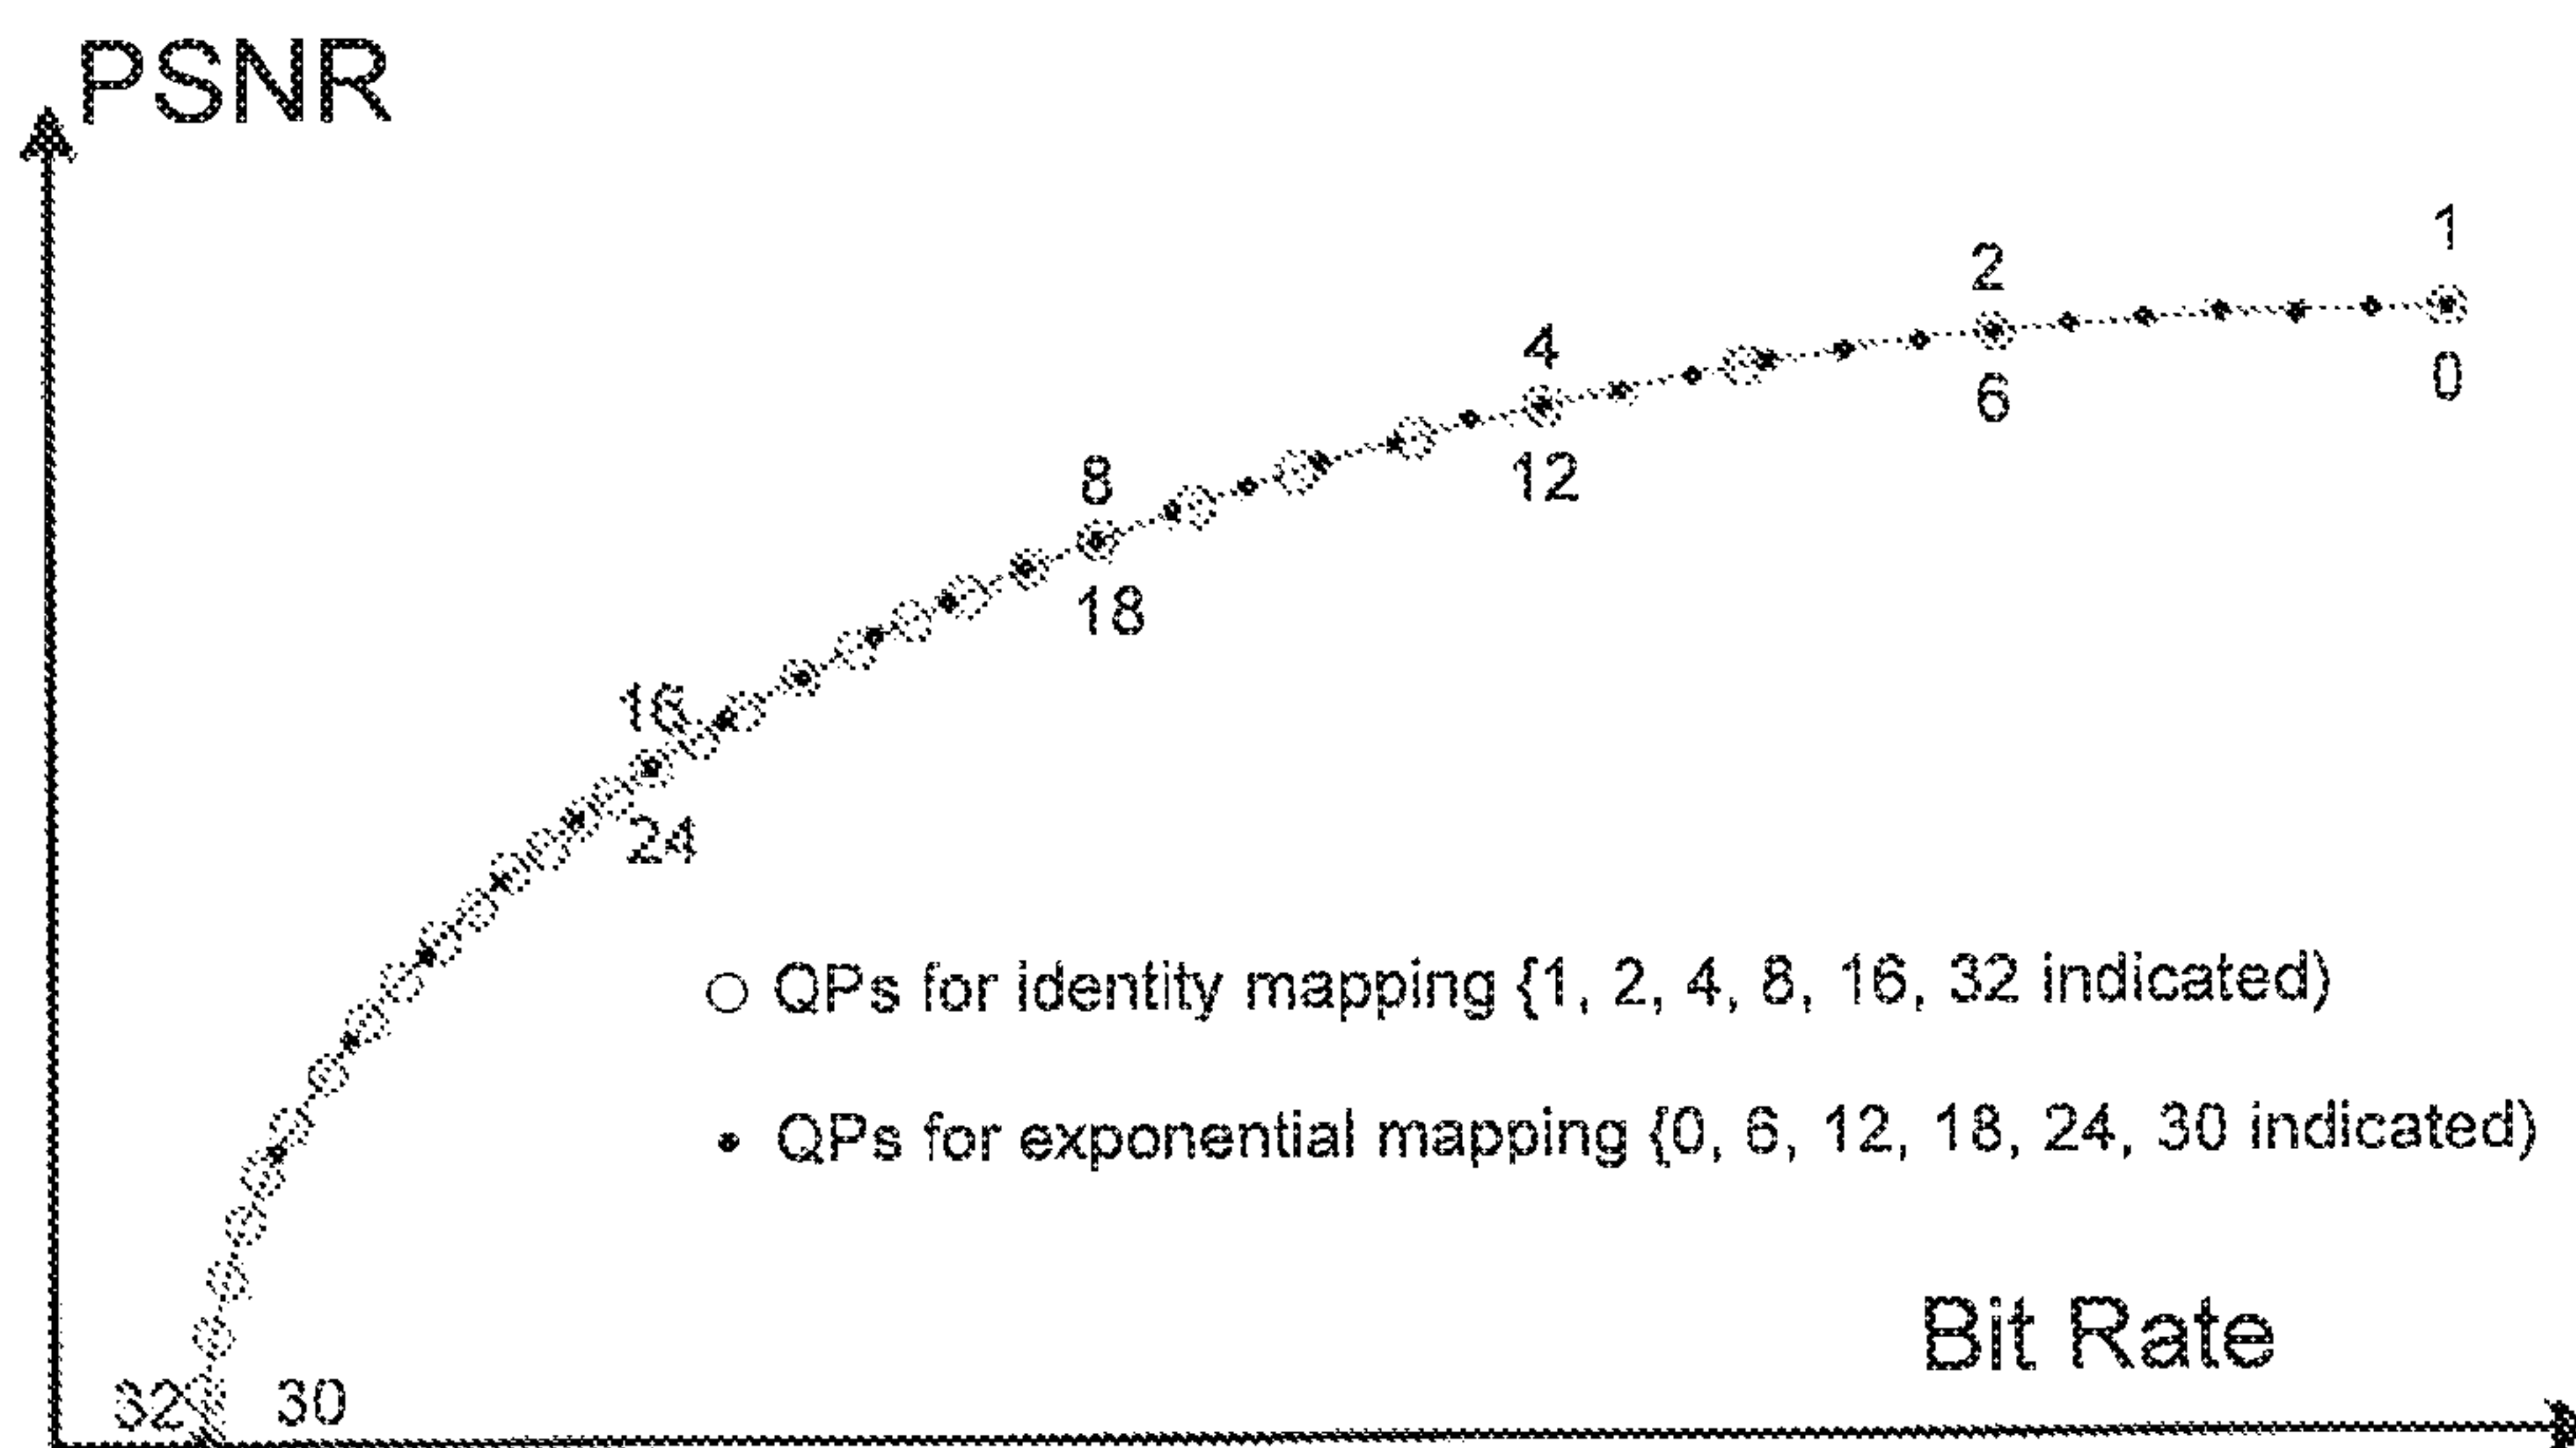 PSNR
1
2
0
4
6
8
12
18
16
24
QPs for identity mapping {1, 2, 4, 8, 16, 32 indicated)
QPs for exponential mapping {0, 6, 12, 18, 24, 30 indicated)
Bit Rate
32 30